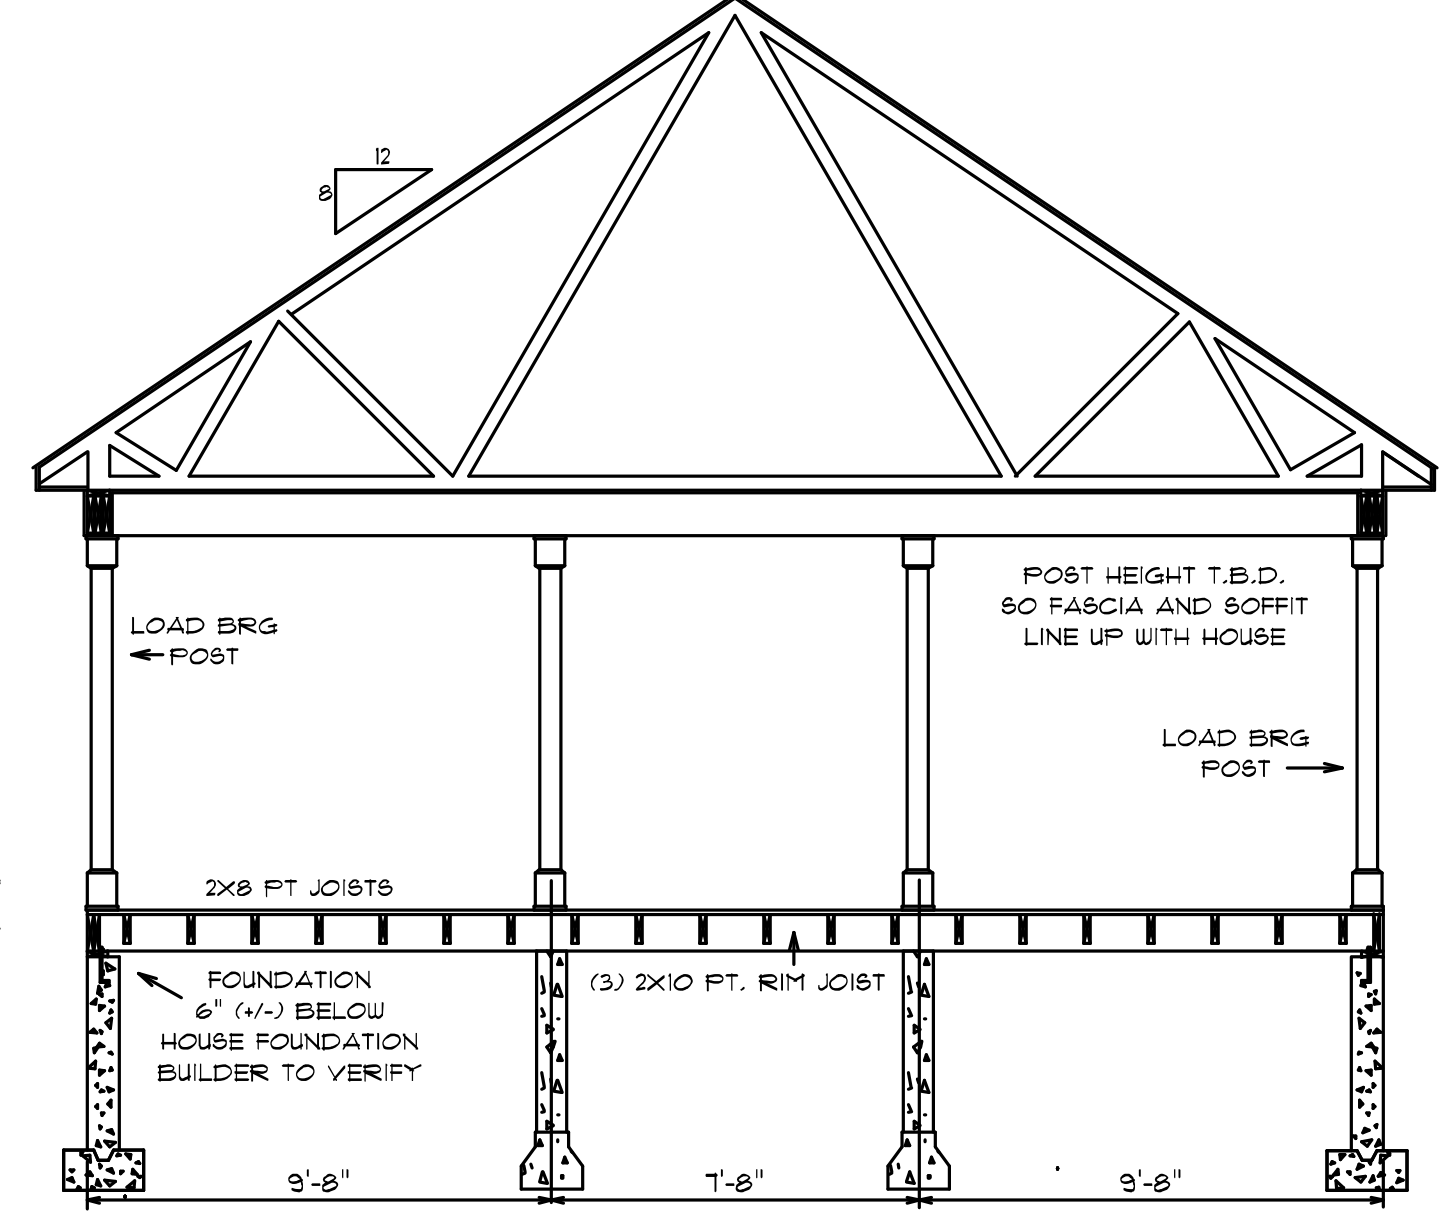 12
8
POST HEIGHT T.B.D.
SO FASCIA AND SOFFIT
LINE UP WITH HOUSE
LOAD BRG
POST
LOAD BRG
POST
2X8 PT JOISTS
(3) 2X10 PT. RIM JOIST
FOUNDATION
6" (+/-) BELOW
HOUSE FOUNDATION
BUILDER TO VERIFY
9'-8"
7'-8"
9'-8"